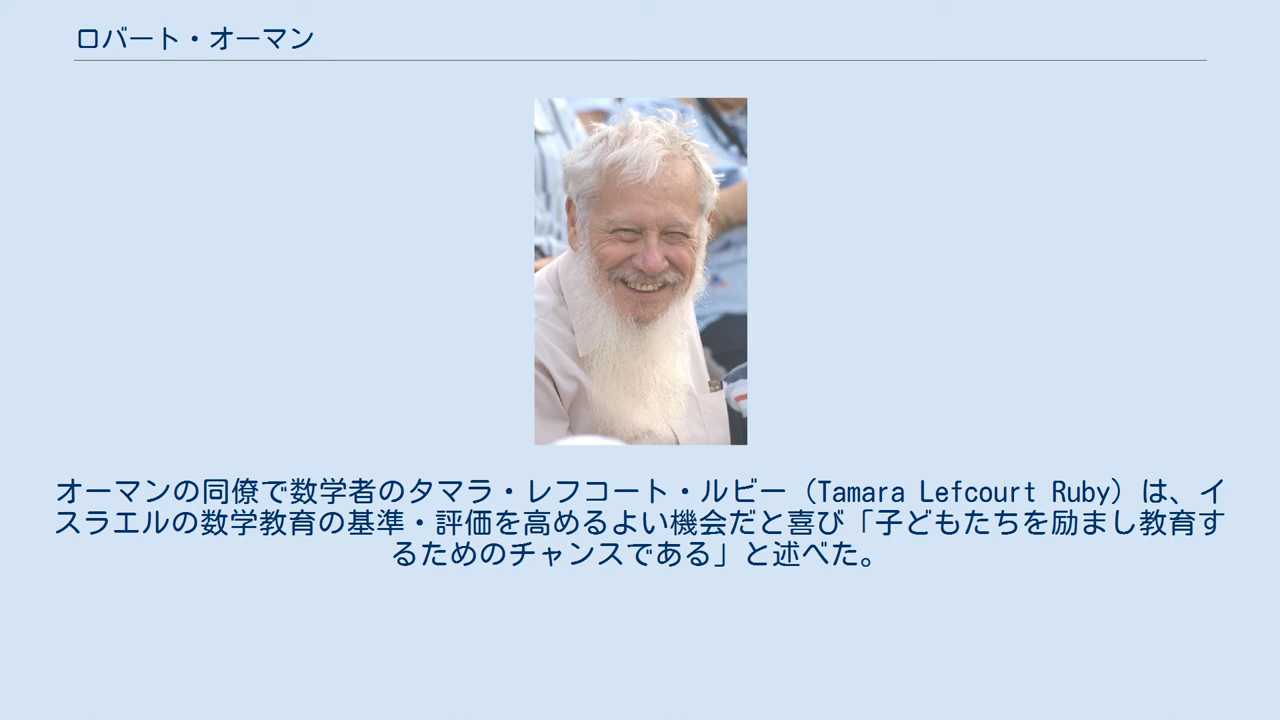 ロバート・オーマン
オーマンの同僚で数学者のタマラ・レフコート・ルビー（Tamara Lefcourt Ruby）は、イ
スラエルの数学教育の基準・評価を高めるよい機会だと喜び「子どもたちを励まし教育す
るためのチャンスである」と述べた。